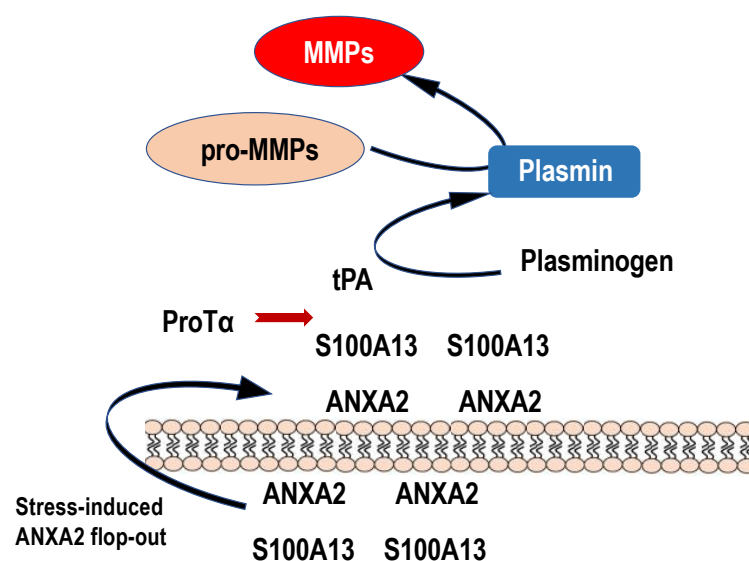 MMPs
pro-MMPs
Plasmin
Plasminogen
tPA
ProTα
S100A13 S100A13
ANXA2 ANXA2
ANXA2 ANXA2
Stress-induced
ANXA2 flop-out
S100A13 S100A13